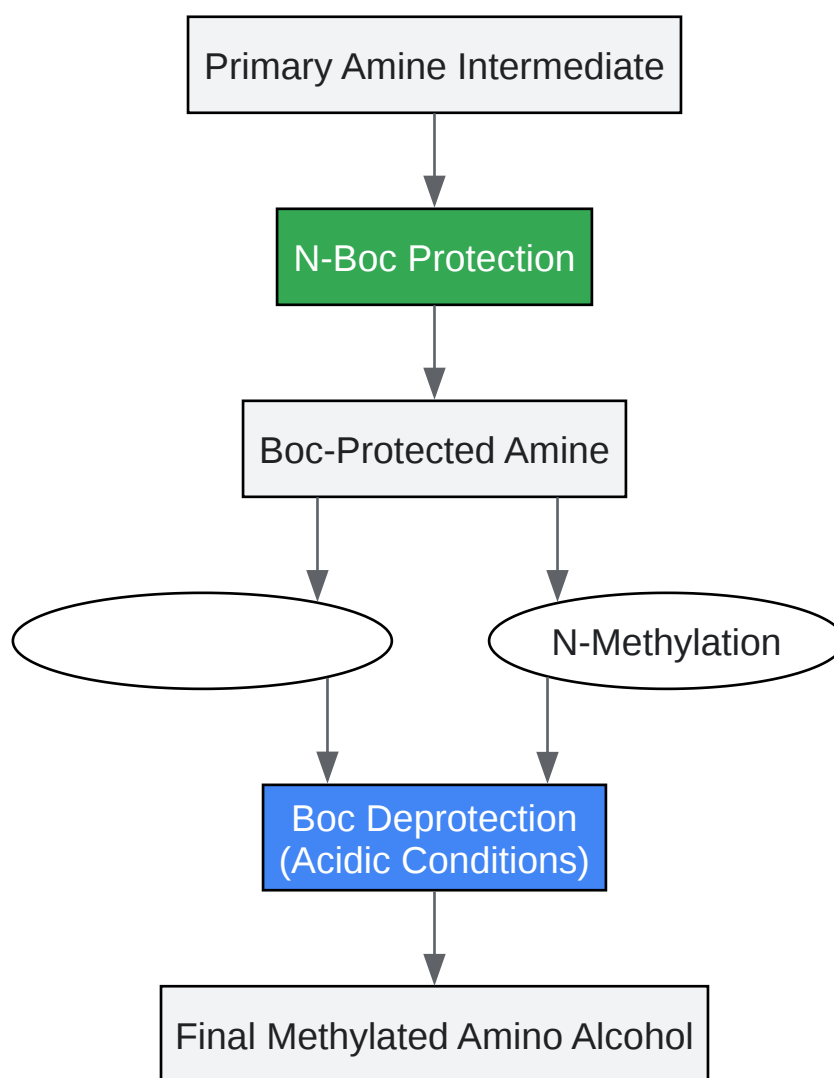 Primary Amine Intermediate
N-Boc Protection
Boc-Protected Amine
N-Methylation
Boc Deprotection
(Acidic Conditions)
Final Methylated Amino Alcohol